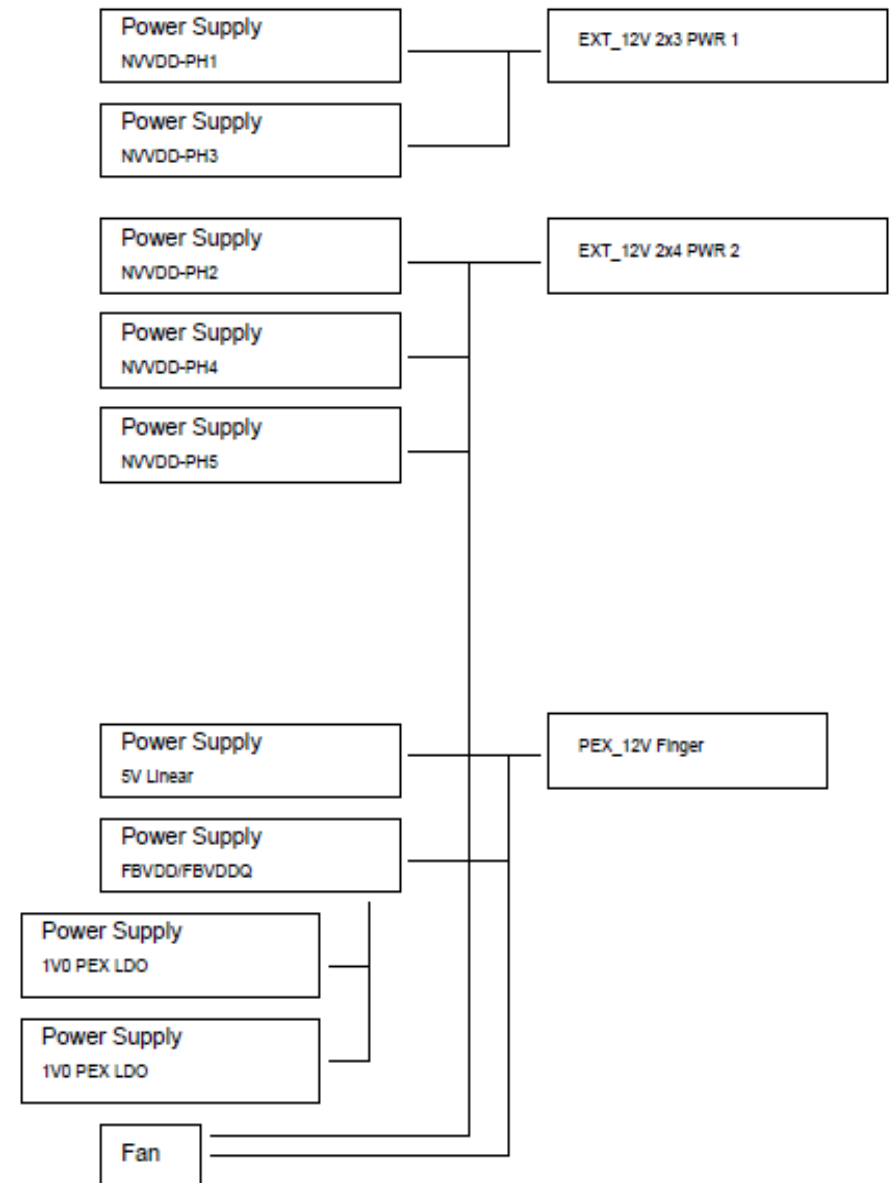 Power Supply
NVVDD-PH1
EXT_12V 2x3 PWR 1
Power Supply
NVVDD-PH3
Power Supply
NVVDD-PH2
EXT_12V 2x4 PWR 2
Power Supply
NVVDD-PH4
Power Supply
NVVDD-PH5
Power Supply
5V Linear
PEX_12V Finger
Power Supply
FBVDD/FBVDDQ
Power Supply
1V0 PEX LDO
Power Supply
1V0 PEX LDO
Fan